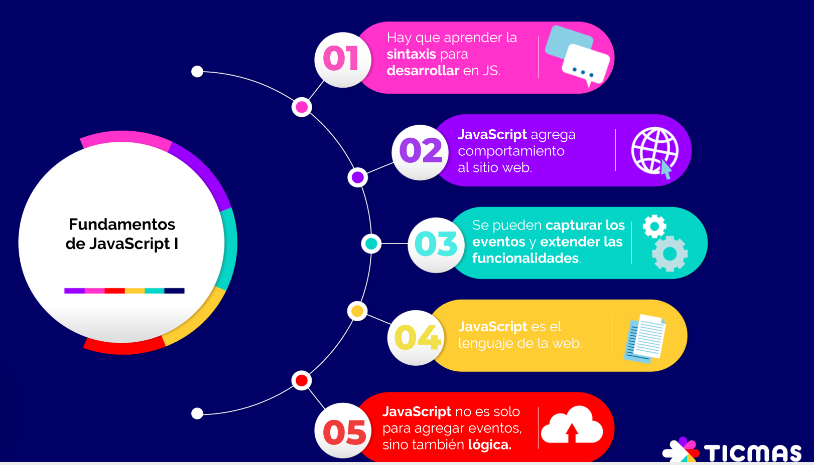 Fundamentos
de JavaScript I
01
Hay que aprender la
sintaxis para
desarrollar en JS.
02
JavaScript agrega
comportamiento
al sitio web.
03
Se pueden capturar los
eventos y extender las
funcionalidades.
04
JavaScript es el
lenguaje de la web.
05
JavaScript no es solo
para agregar eventos,
sino también lógica.
TICMAS